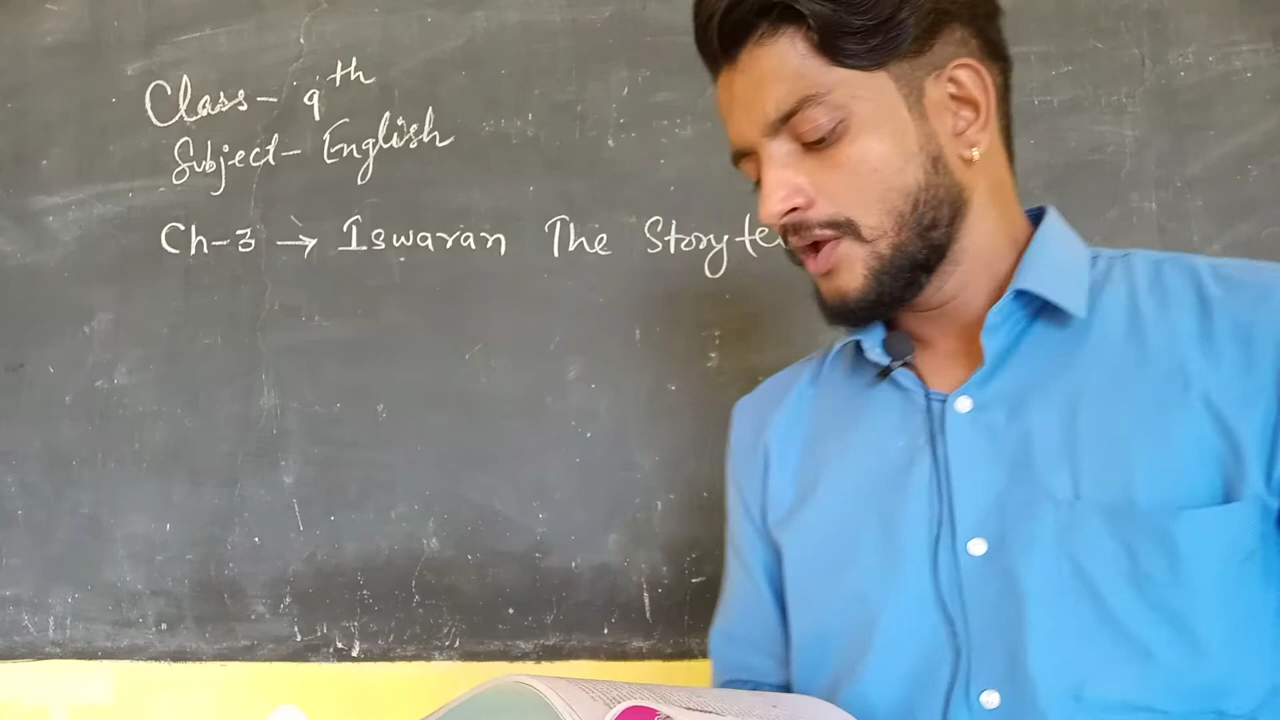 Class- 9th
Subject- English
Ch-3 → Iswaran The Storyte